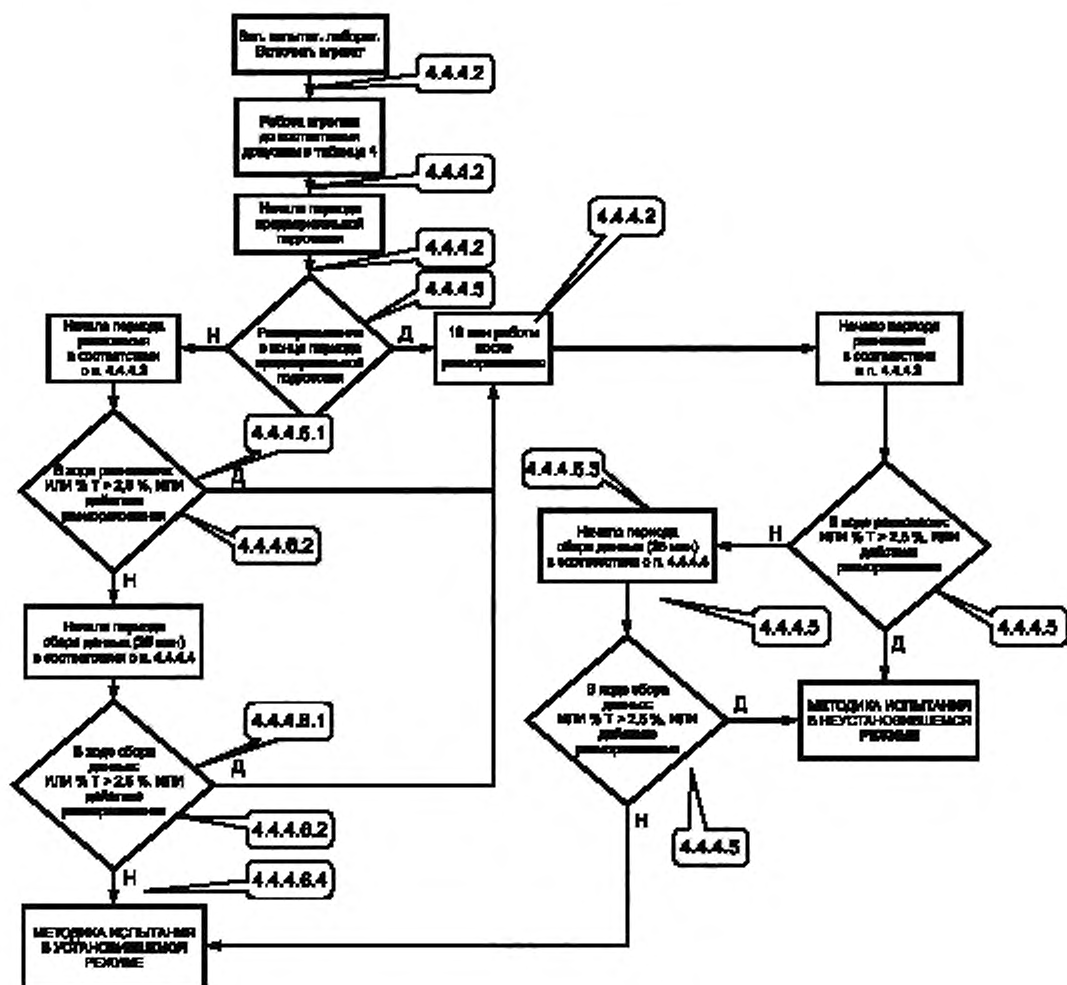 Вкл. испытат. лаборат.
Включить агрегат
4.4.4.2
Работа агрегата
до достижения
допусков в таблице 4
4.4.4.2
Начало периода
предварительной
подготовки
4.4.4.2
4.4.4.2
4.4.4.5
Размораживание
в конце периода
предварительной
подготовки
Н
Д
10 мин работы
после
размораживания
Начало периода
равновесия
в соответствии
с п. 4.4.4.3
Начало периода
равновесия
в соответствии
с п. 4.4.4.3
4.4.4.6.1
В ходе равновесия:
ИЛИ % T > 2,5 %, ИЛИ
действие
размораживания
Д
4.4.4.6.2
Н
4.4.4.6.3
Начало периода
сбора данных (35 мин)
в соответствии с п. 4.4.4.4
Н
В ходе равновесия:
ИЛИ % T > 2,5 %, ИЛИ
действие
размораживания
4.4.4.5
4.4.4.5
Д
Начало периода
сбора данных (35 мин)
в соответствии с п. 4.4.4.4
4.4.4.6.1
В ходе сбора
данных:
ИЛИ % T > 2,5 %, ИЛИ
действие
размораживания
Д
4.4.4.6.2
Н
4.4.4.6.4
В ходе сбора
данных:
ИЛИ % T > 2,5 %, ИЛИ
действие
размораживания
Д
МЕТОДИКА ИСПЫТАНИЯ
В НЕУСТАНОВИВШЕМСЯ
РЕЖИМЕ
Н
4.4.4.5
МЕТОДИКА ИСПЫТАНИЯ
В УСТАНОВИВШЕМСЯ
РЕЖИМЕ